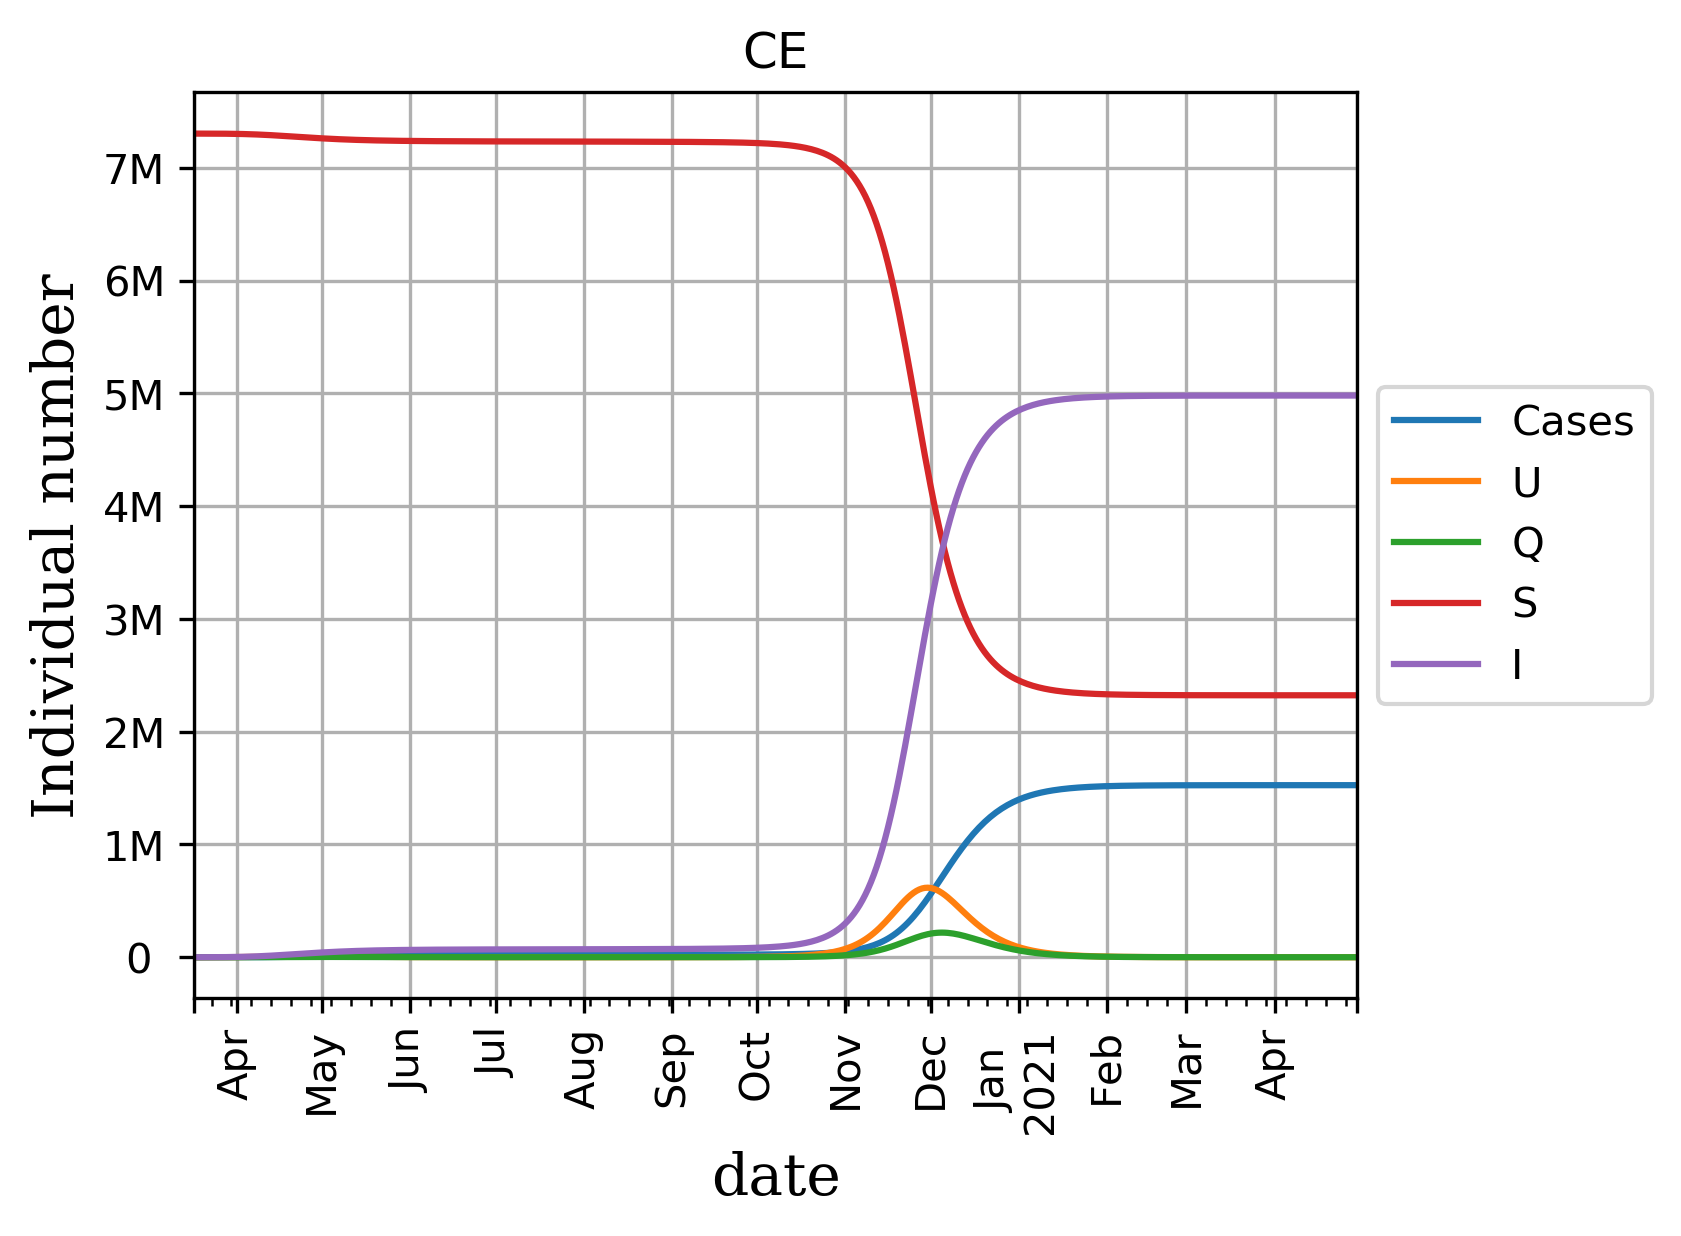 CE
Individual number
7M
6M
5M
4M
3M
2M
1M
0
Apr
May
Jun
Jul
Aug
Sep
Oct
Nov
Dec
Jan
2021
Feb
Mar
Apr
date
Cases
U
Q
S
I